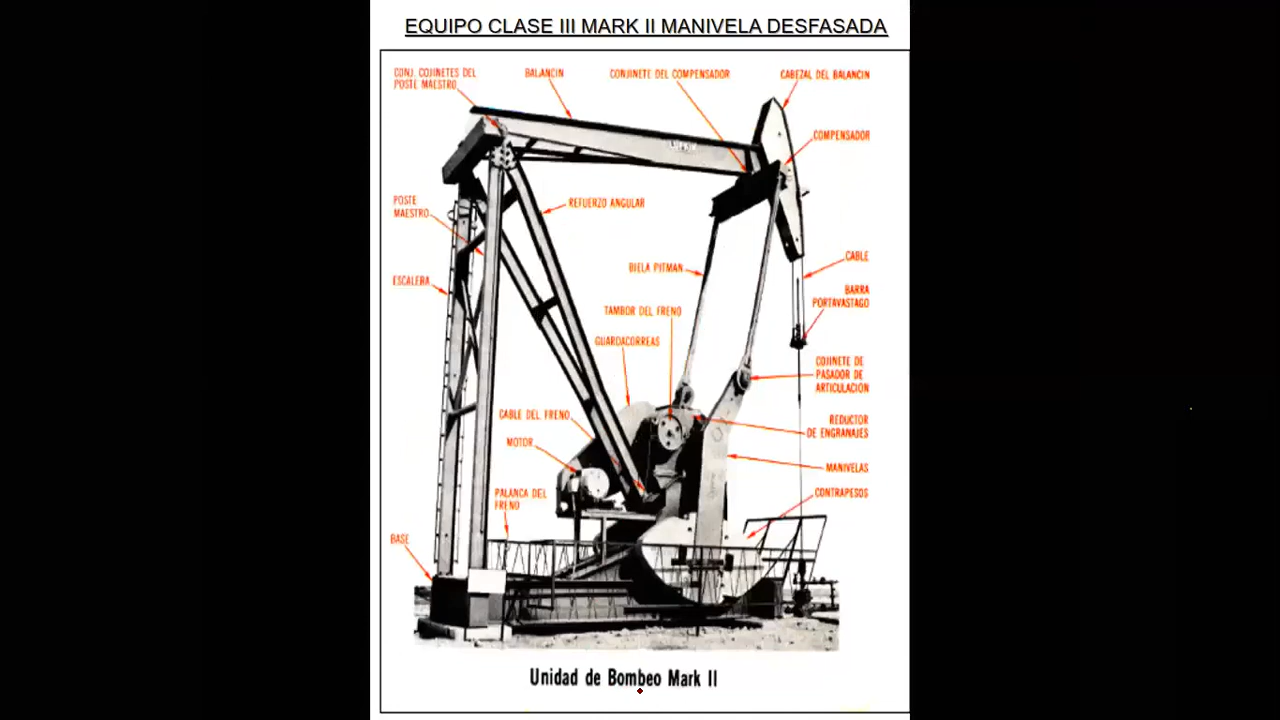 EQUIPO CLASE III MARK II MANIVELA DESFASADA
CONJ. COJINETES DEL
POSTE MAESTRO
BALANCIN
CONJINETE DEL COMPENSADOR
CABEZAL DEL BALANCIN
COMPENSADOR
LUFKIN
POSTE
MAESTRO
REFUERZO ANGULAR
ESCALERA
BIELA PITMAN
CABLE
BARRA
PORTAVASTAGO
TAMBOR DEL FRENO
GUARDACORREAS
COJINETE DE
PASADOR DE
ARTICULACION
CABLE DEL FRENO
REDUCTOR
DE ENGRANAJES
MOTOR
MANIVELAS
PALANCA DEL
FRENO
CONTRAPESOS
BASE
Unidad de Bombeo Mark II